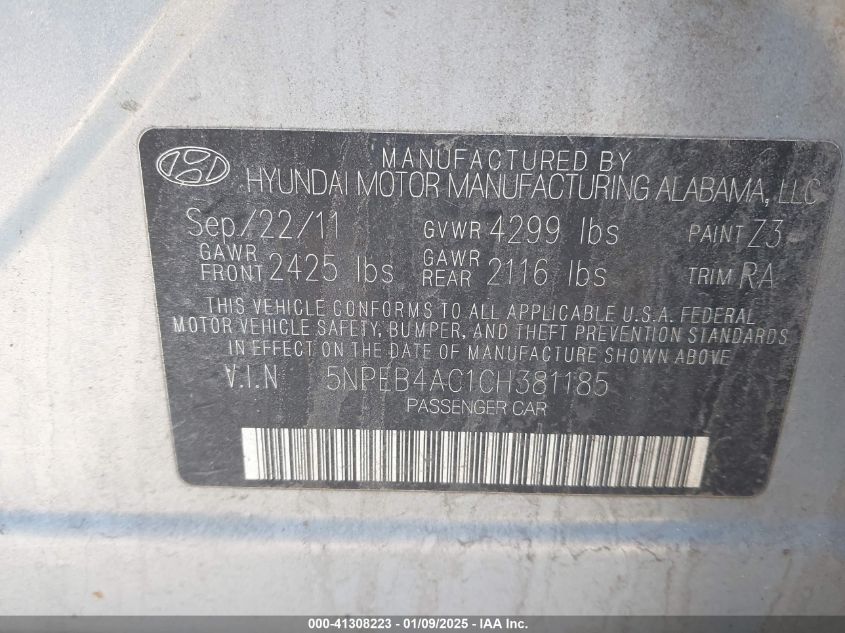 MANUFACTURED BY
HYUNDAI MOTOR MANUFACTURING ALABAMA, LLC
Sep/22/11 GVWR 4299 lbs PAINT Z3
GAWR FRONT 2425 lbs GAWR REAR 2116 lbs TRIM RA
THIS VEHICLE CONFORMS TO ALL APPLICABLE U.S.A. FEDERAL
MOTOR VEHICLE SAFETY, BUMPER, AND THEFT PREVENTION STANDARDS
IN EFFECT ON THE DATE OF MANUFACTURE SHOWN ABOVE.
V.I.N 5NPEB4AC1CH381185
PASSENGER CAR
000-41308223 - 01/09/2025 - IAA Inc.